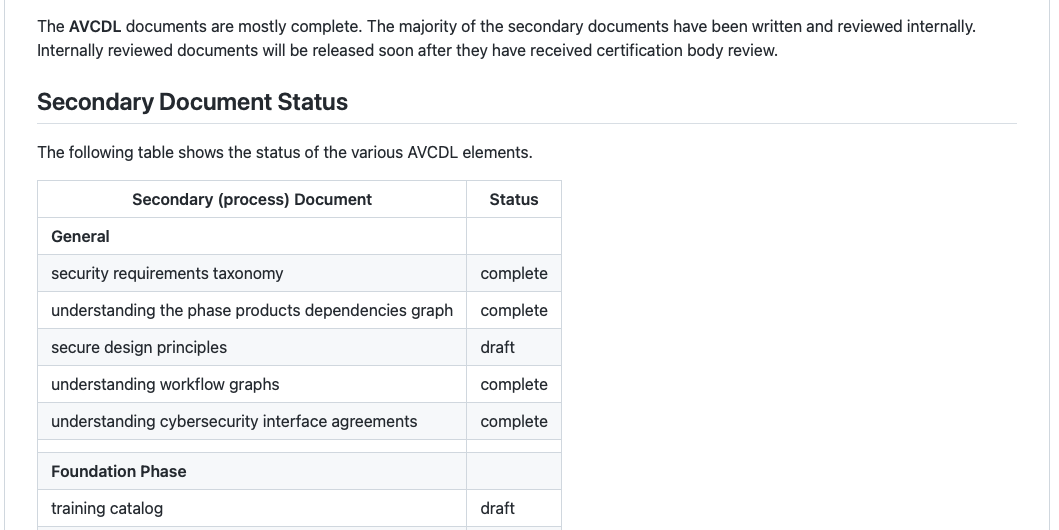 The AVCDL documents are mostly complete. The majority of the secondary documents have been written and reviewed internally.
Internally reviewed documents will be released soon after they have received certification body review.
Secondary Document Status
The following table shows the status of the various AVCDL elements.
Secondary (process) Document Status
General
security requirements taxonomy complete
understanding the phase products dependencies graph complete
secure design principles draft
understanding workflow graphs complete
understanding cybersecurity interface agreements complete
Foundation Phase
training catalog draft